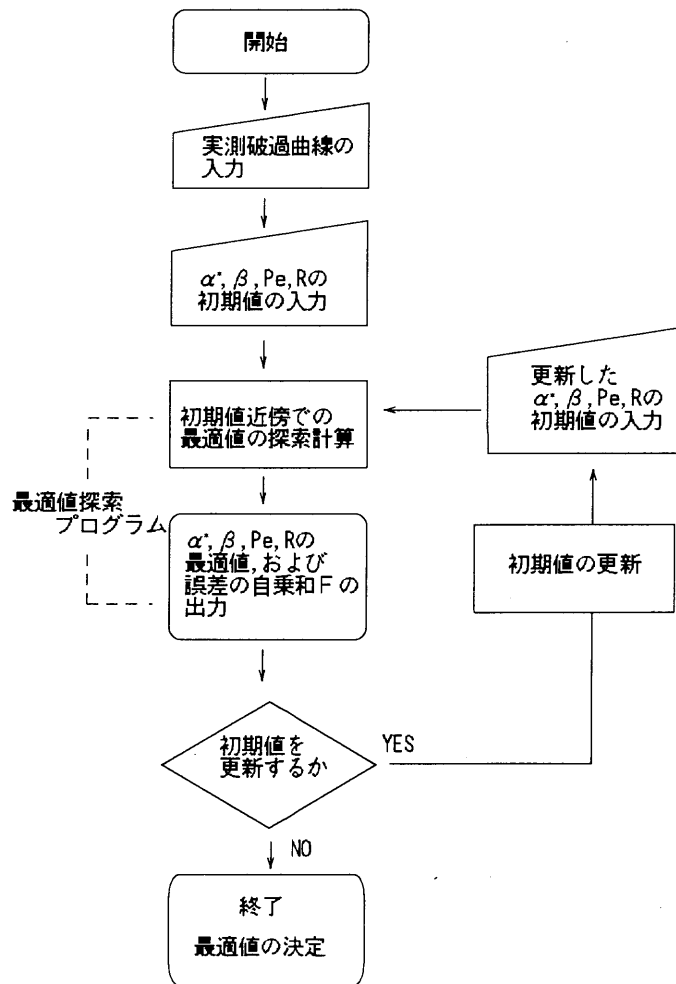 開始
実測破過曲線の
入力
α*, β, Pe, Rの
初期値の入力
更新した
α*, β, Pe, Rの
初期値の入力
初期値近傍での
最適値の探索計算
最適値探索
プログラム
α*, β, Pe, Rの
最適値, および
誤差の自乗和Fの
出力
初期値の更新
初期値を
更新するか
YES
NO
終了
最適値の決定